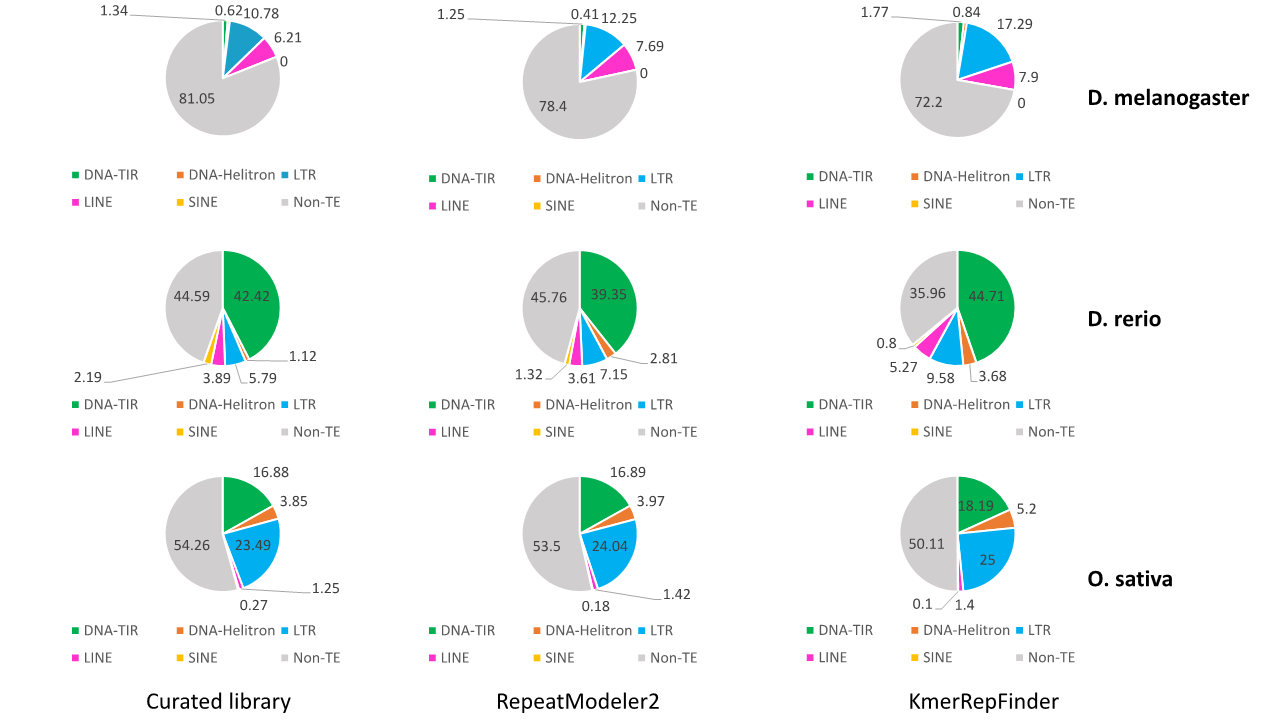 1.34 0.62 10.78
6.21
0
81.05
1.25 0.41 12.25
7.69
0
78.4
1.77 0.84
17.29
7.9
0
72.2
D. melanogaster
DNA-TIR DNA-Helitron LTR
LINE SINE Non-TE
DNA-TIR DNA-Helitron LTR
LINE SINE Non-TE
DNA-TIR DNA-Helitron LTR
LINE SINE Non-TE
44.59 42.42
1.12
2.19 3.89 5.79
45.76 39.35
2.81
1.32 3.61 7.15
35.96 44.71
0.8
5.27 9.58 3.68
D. rerio
DNA-TIR DNA-Helitron LTR
LINE SINE Non-TE
DNA-TIR DNA-Helitron LTR
LINE SINE Non-TE
DNA-TIR DNA-Helitron LTR
LINE SINE Non-TE
16.88
3.85
54.26 23.49
1.25
0.27
16.89
3.97
53.5 24.04
1.42
0.18
18.19 5.2
50.11
25
0.1 1.4
O. sativa
DNA-TIR DNA-Helitron LTR
LINE SINE Non-TE
DNA-TIR DNA-Helitron LTR
LINE SINE Non-TE
DNA-TIR DNA-Helitron LTR
LINE SINE Non-TE
Curated library RepeatModeler2 KmerRepFinder